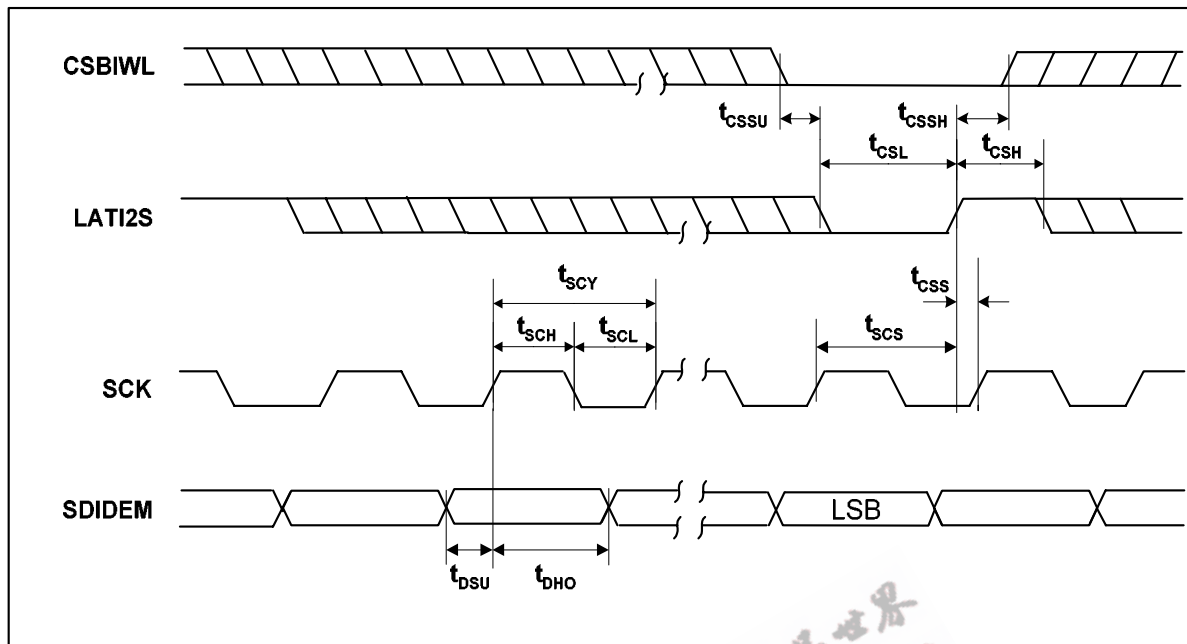 CSBIWL
tCSSU
tCSSH
tCSL
tCSH
LATI2S
tSCY
tCSS
tSCH
tSCL
tSCS
SCK
SDIDEM
LSB
tDSU
tDHO